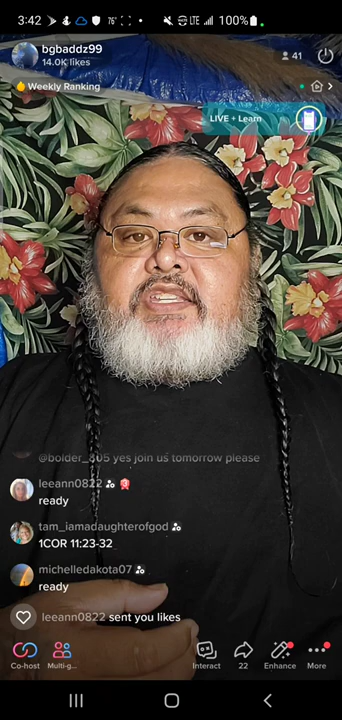 3:42
76°
LTE
100%
bgbaddz99
14.0K likes
41
Weekly Ranking
LIVE + Learn
@bolder_805 yes join us tomorrow please
leeann0822
ready
tam_iamadaughterofgod
1COR 11:23-32
michelledakota07
ready
leeann0822 sent you likes
Co-host
Multi-g...
Interact
22
Enhance
More